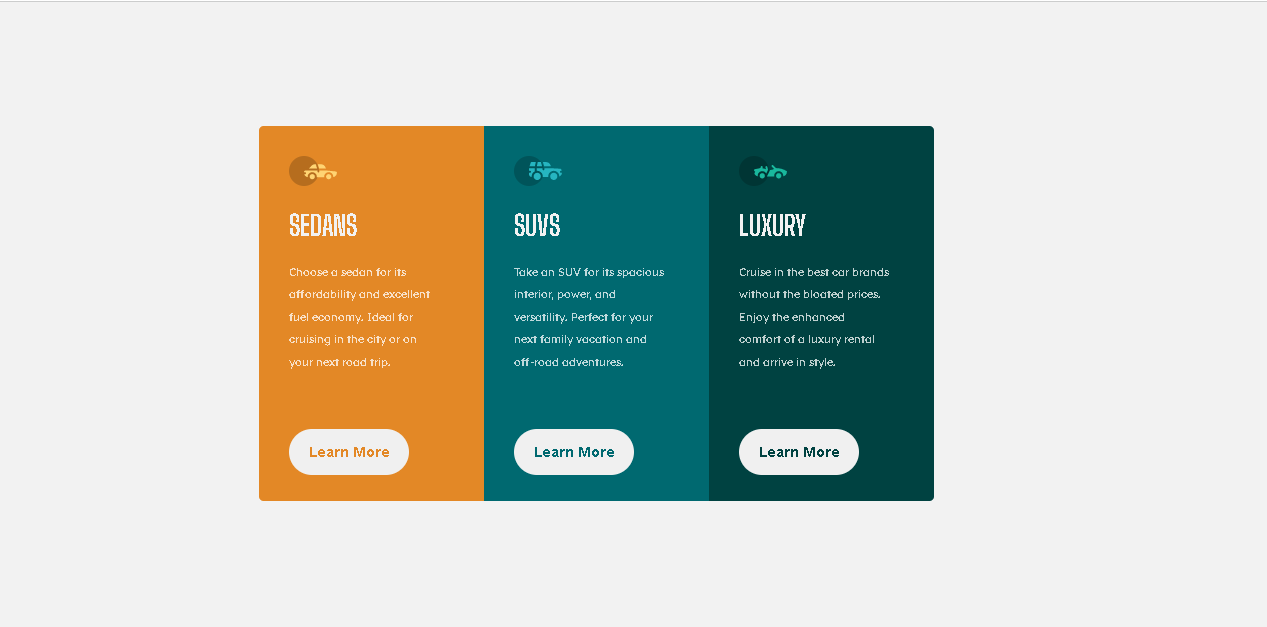 SEDANS
Choose a sedan for its
affordability and excellent
fuel economy. Ideal for
cruising in the city or on
your next road trip.
Learn More
SUVS
Take an SUV for its spacious
interior, power, and
versatility. Perfect for your
next family vacation and
off-road adventures.
Learn More
LUXURY
Cruise in the best car brands
without the bloated prices.
Enjoy the enhanced
comfort of a luxury rental
and arrive in style.
Learn More